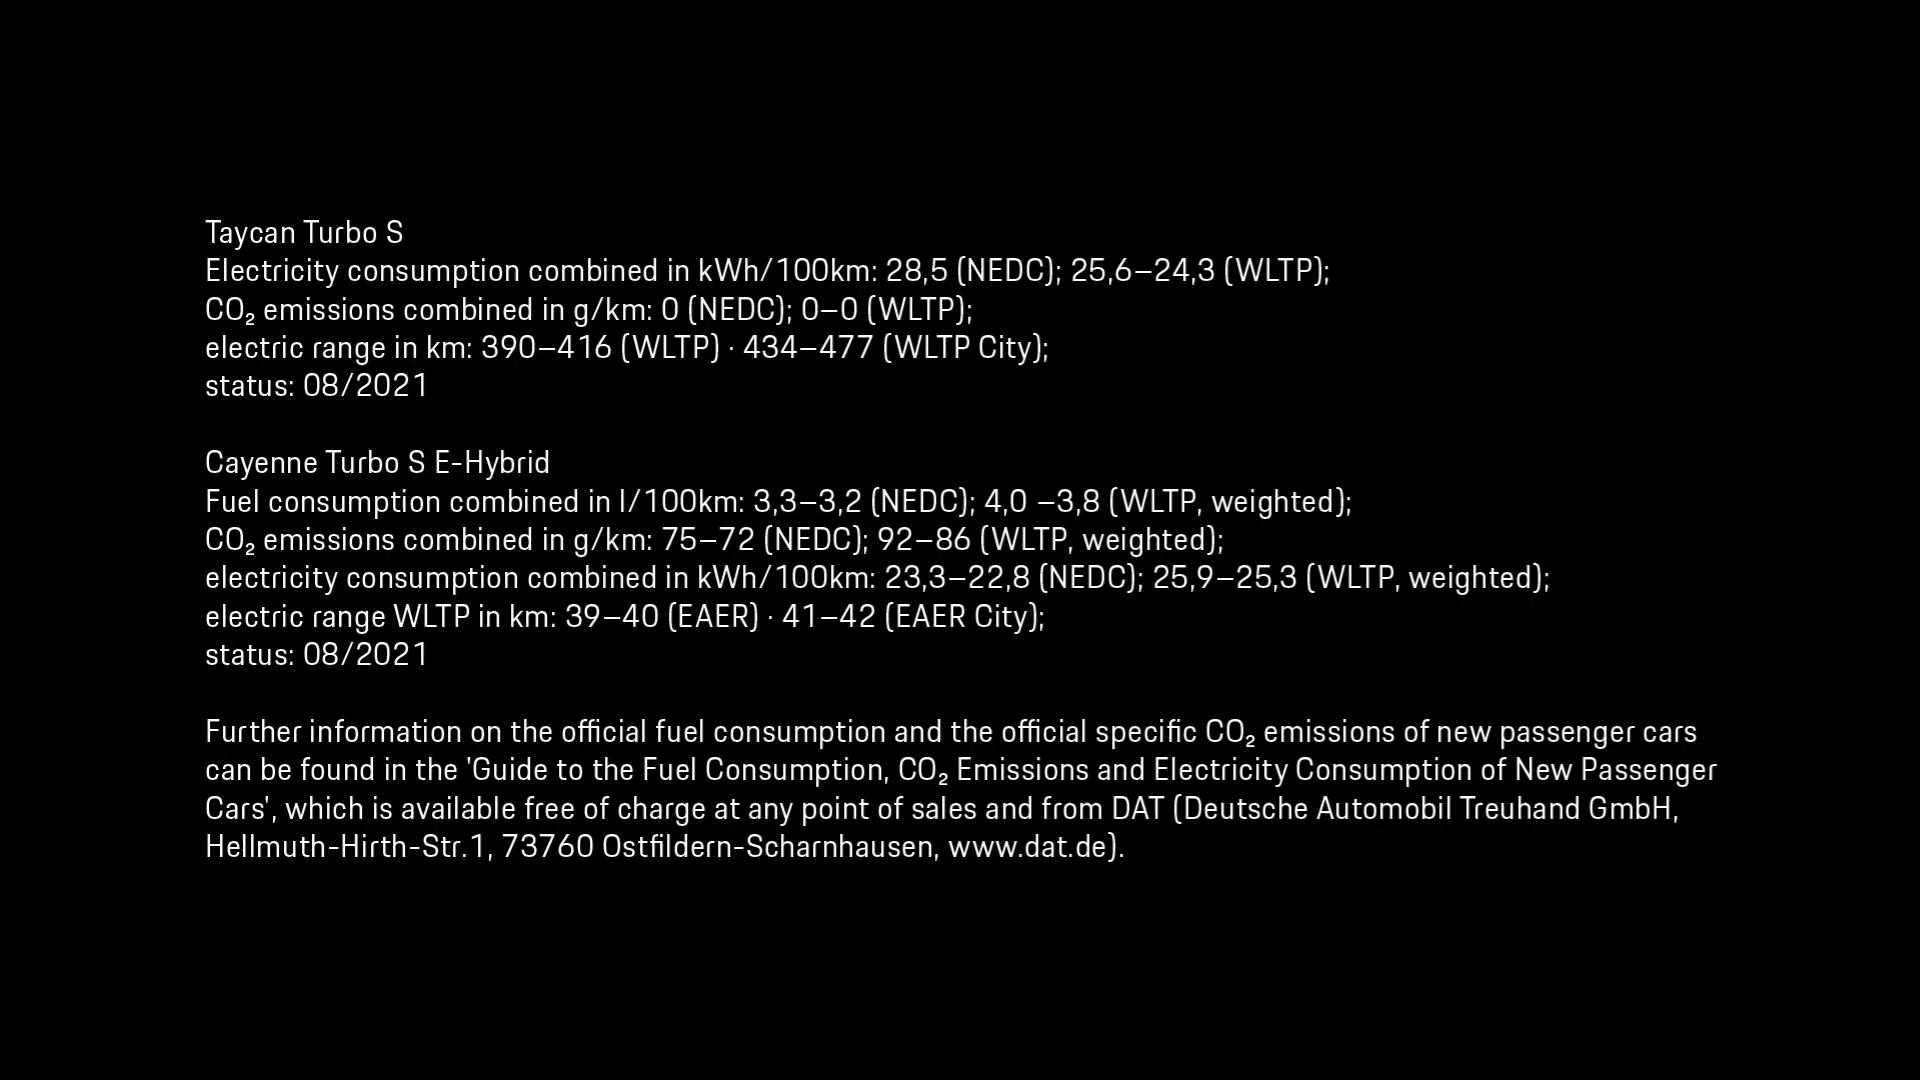 Taycan Turbo S
Electricity consumption combined in kWh/100km: 28,5 (NEDC); 25,6–24,3 (WLTP);
CO₂ emissions combined in g/km: 0 (NEDC); 0–0 (WLTP);
electric range in km: 390–416 (WLTP) · 434–477 (WLTP City);
status: 08/2021
Cayenne Turbo S E-Hybrid
Fuel consumption combined in l/100km: 3,3–3,2 (NEDC); 4,0 –3,8 (WLTP, weighted);
CO₂ emissions combined in g/km: 75–72 (NEDC); 92–86 (WLTP, weighted);
electricity consumption combined in kWh/100km: 23,3–22,8 (NEDC); 25,9–25,3 (WLTP, weighted);
electric range WLTP in km: 39–40 (EAER) · 41–42 (EAER City);
status: 08/2021
Further information on the official fuel consumption and the official specific CO₂ emissions of new passenger cars
can be found in the 'Guide to the Fuel Consumption, CO₂ Emissions and Electricity Consumption of New Passenger
Cars', which is available free of charge at any point of sales and from DAT (Deutsche Automobil Treuhand GmbH,
Hellmuth-Hirth-Str.1, 73760 Ostfildern-Scharnhausen, www.dat.de).